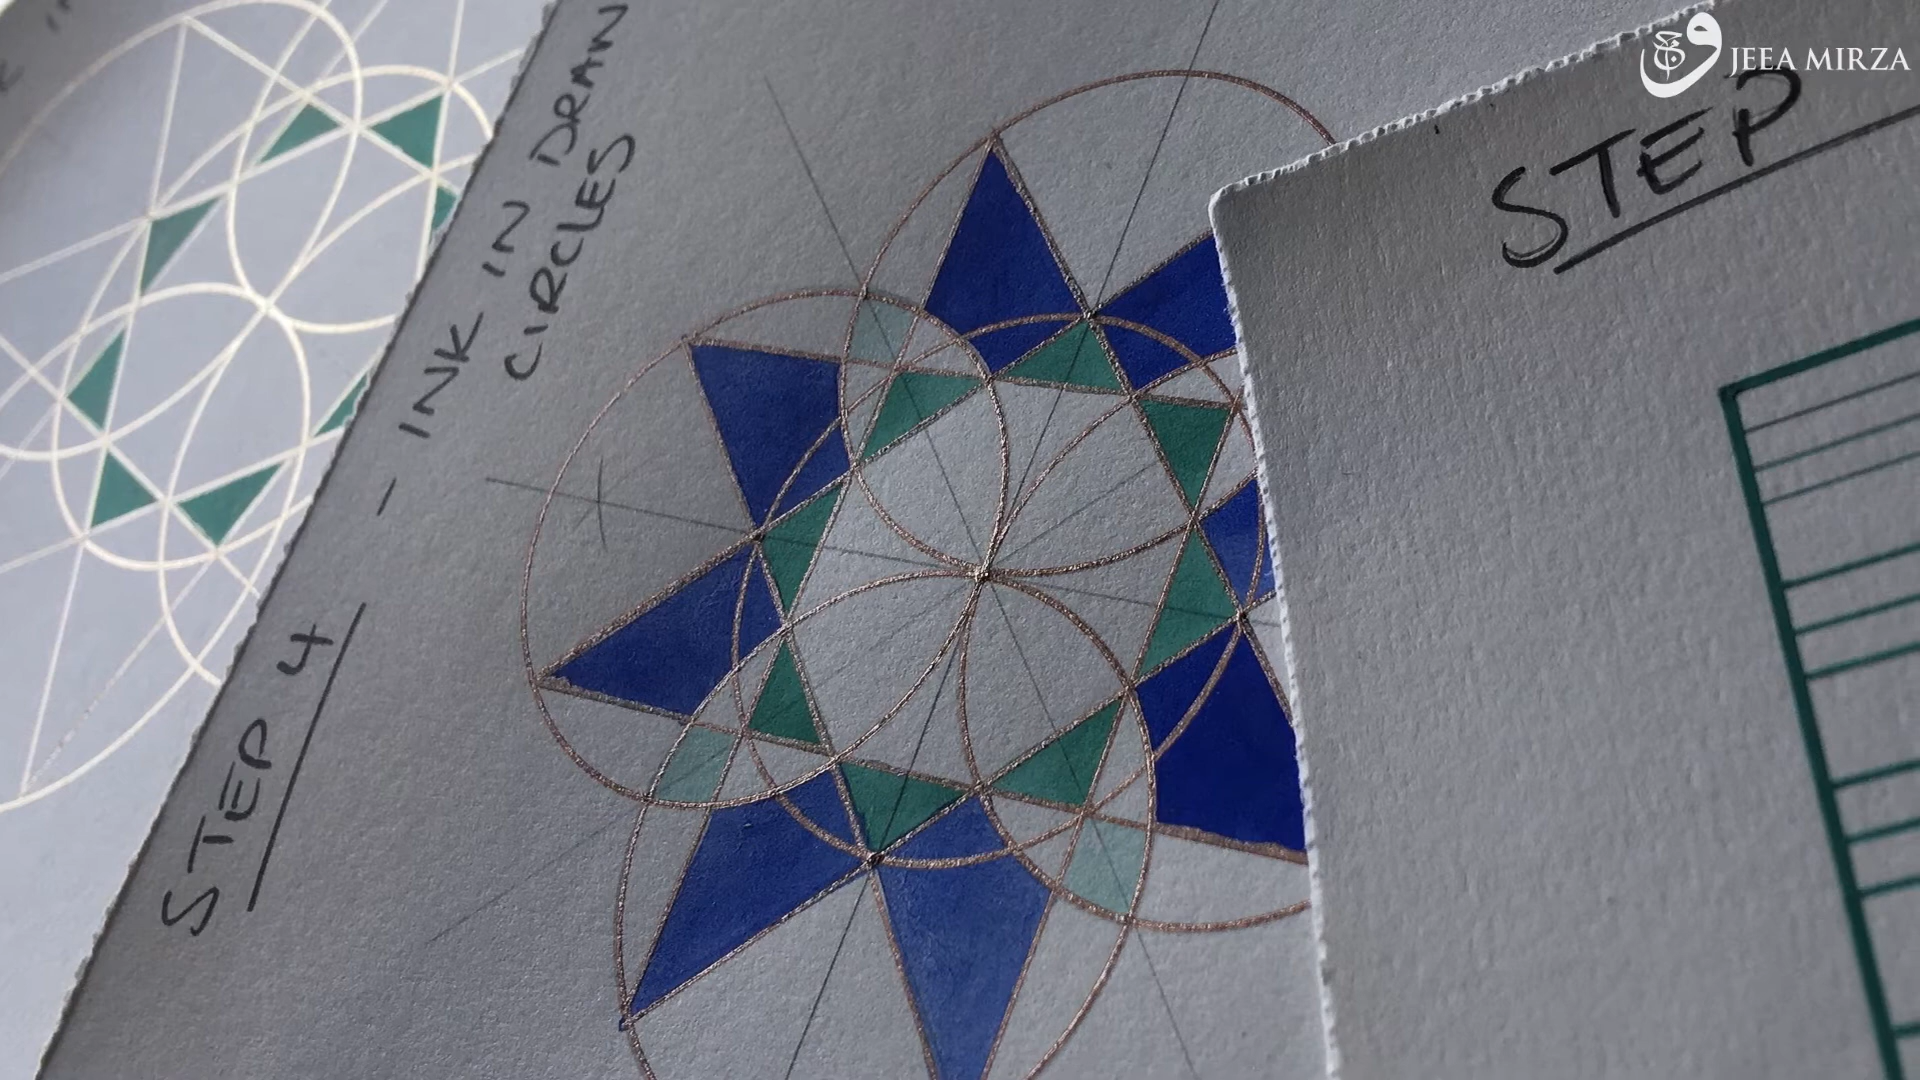 JEEA MIRZA
STEP 4 - INK IN DRAWN
CIRCLES
STEP